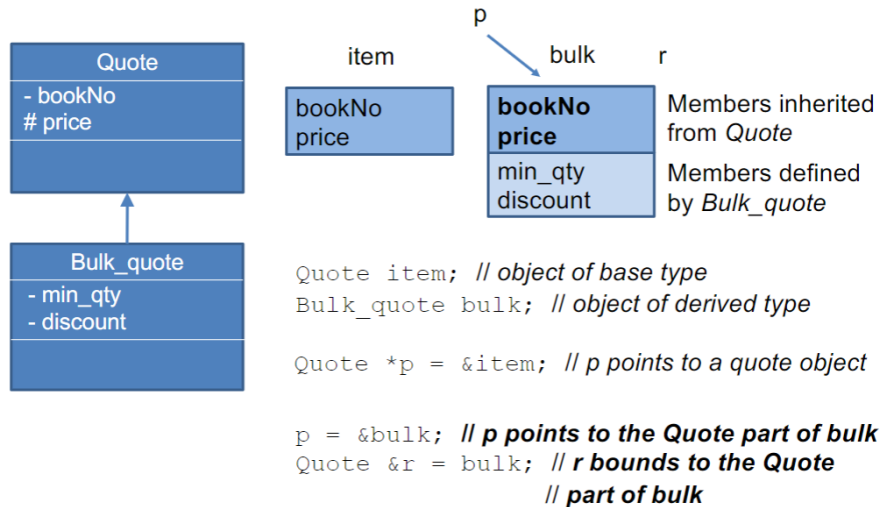 Quote
- bookNo
# price
Bulk_quote
- min_qty
- discount
p
item
bulk
r
bookNo
price
bookNo
price
min_qty
discount
Members inherited
from Quote
Members defined
by Bulk_quote
Quote item; // object of base type
Bulk_quote bulk; // object of derived type
Quote *p = &item; // p points to a quote object
p = &bulk; // p points to the Quote part of bulk
Quote &r = bulk; // r bounds to the Quote
// part of bulk